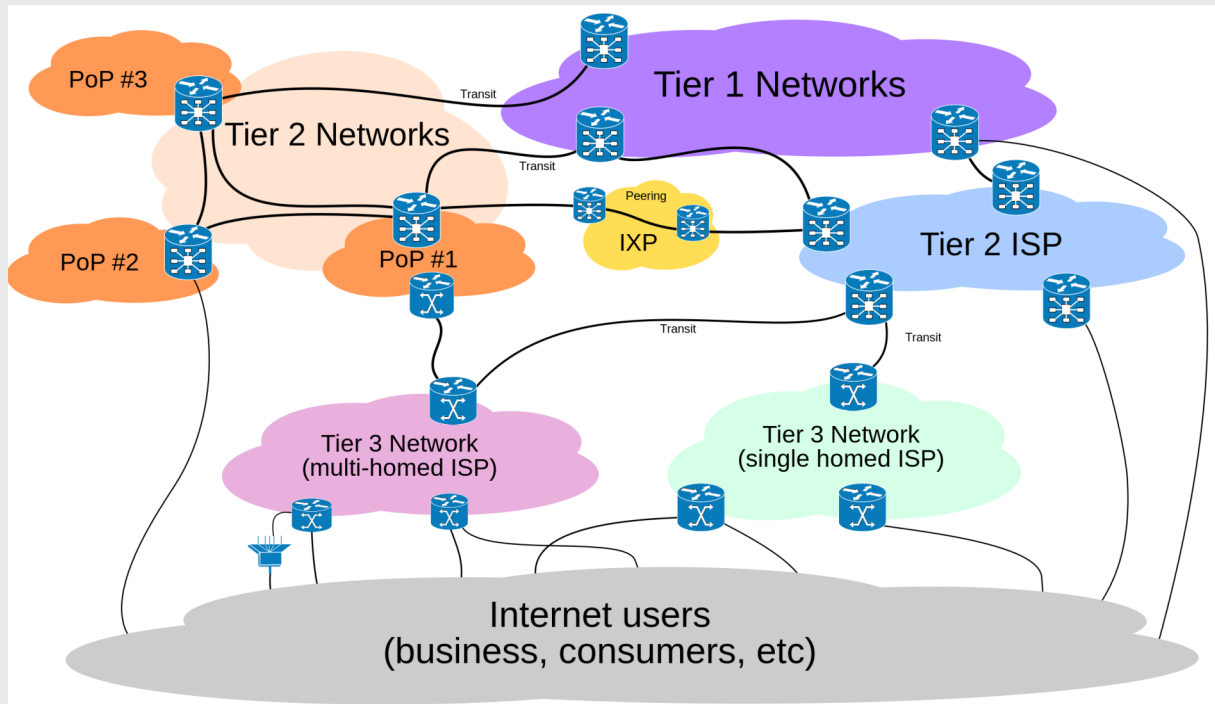 PoP #3
Tier 1 Networks
Transit
Tier 2 Networks
Transit
Peering
IXP
PoP #2
PoP #1
Tier 2 ISP
Transit
Transit
Tier 3 Network
(multi-homed ISP)
Tier 3 Network
(single homed ISP)
Internet users
(business, consumers, etc)